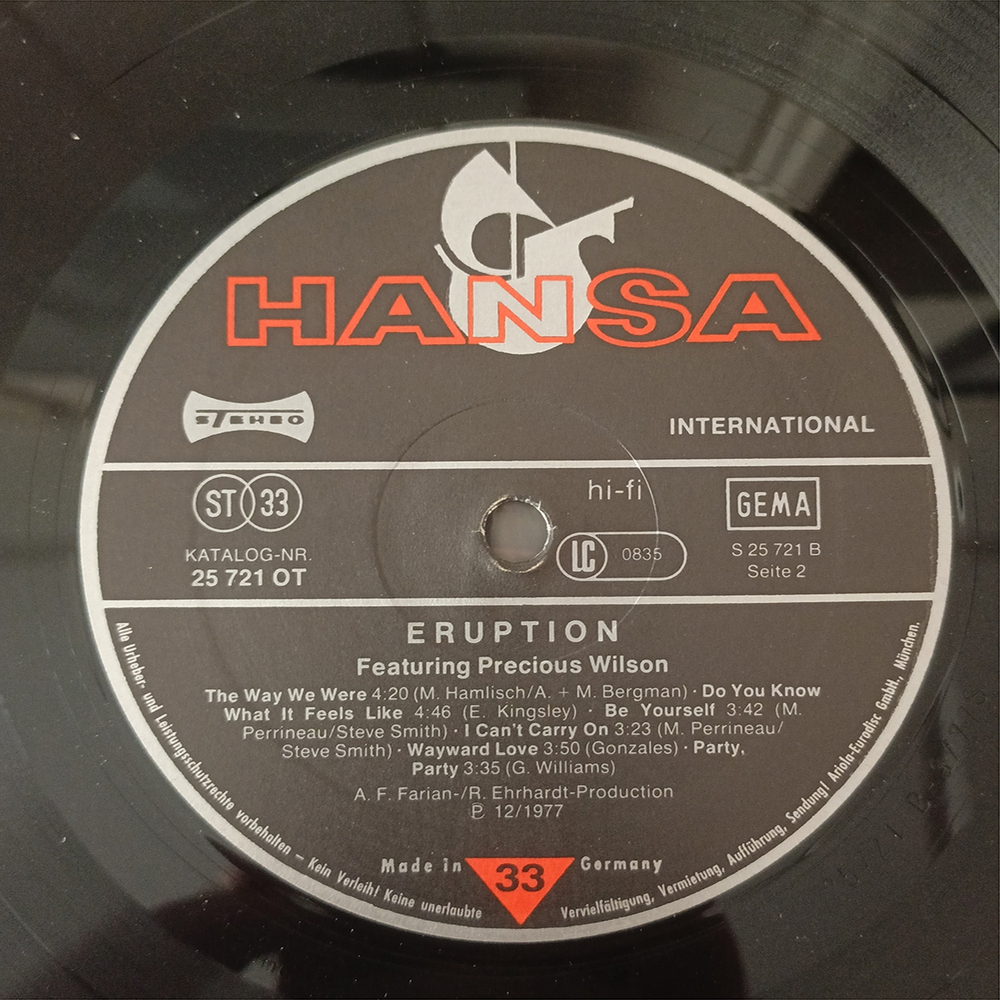 HANSA
STEREO
INTERNATIONAL
ST 33
hi-fi
GEMA
KATALOG-NR.
25 721 OT
LC 0835
S 25 721 B
Seite 2
ERUPTION
Featuring Precious Wilson
The Way We Were 4:20 (M. Hamlisch/A. + M. Bergman) · Do You Know
What It Feels Like 4:46 (E. Kingsley) · Be Yourself 3:42 (M.
Perrineau/Steve Smith) · I Can't Carry On 3:23 (M. Perrineau/
Steve Smith) · Wayward Love 3:50 (Gonzales) · Party,
Party 3:35 (G. Williams)
A. F. Farian-/R. Ehrhardt-Production
℗ 12/1977
Made in 33 Germany
Alle Urheber- und Leistungsschutzrechte vorbehalten – Kein Verleih! Keine unerlaubte Vervielfältigung, Vermietung, Aufführung, Sendung! Ariola-Eurodisc GmbH., München.